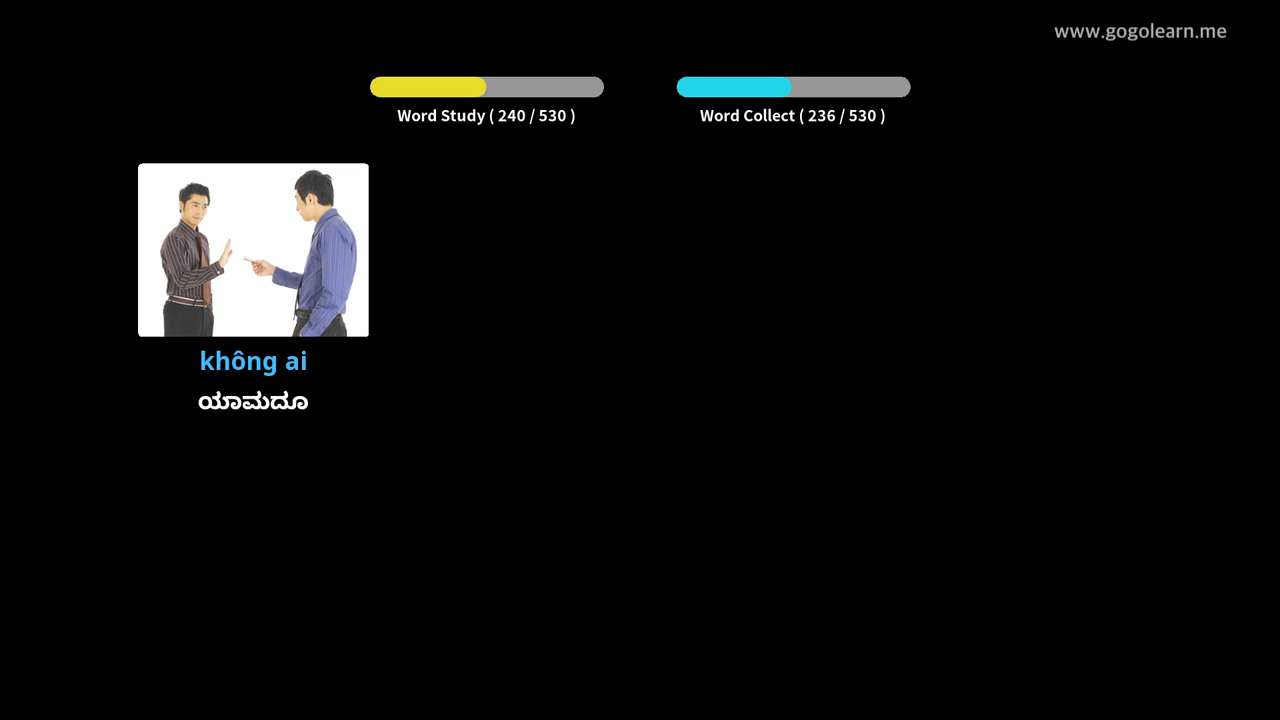 www.gogolearn.me
Word Study ( 240 / 530 )
Word Collect ( 236 / 530 )
không ai
ಯಾಮದೂ